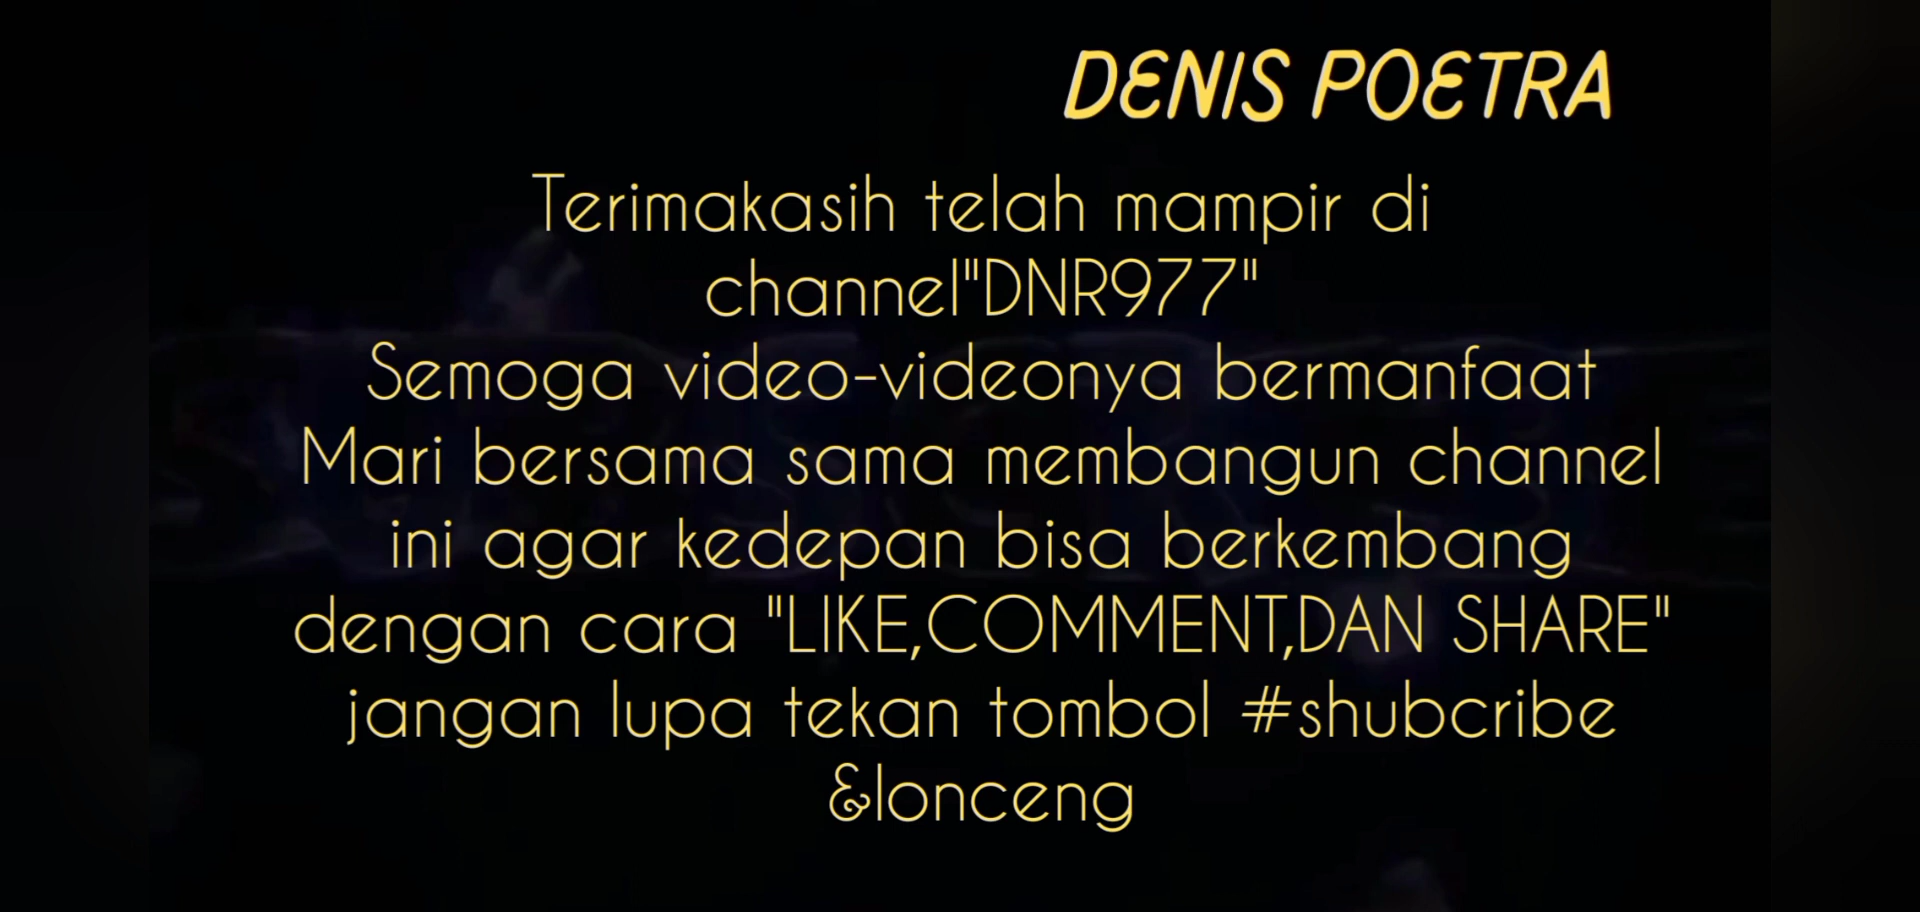 DENIS POETRA
Terimakasih telah mampir di
channel"DNR977"
Semoga video-videonya bermanfaat
Mari bersama sama membangun channel
ini agar kedepan bisa berkembang
dengan cara "LIKE,COMMENT,DAN SHARE"
jangan lupa tekan tombol #shubcribe
&lonceng